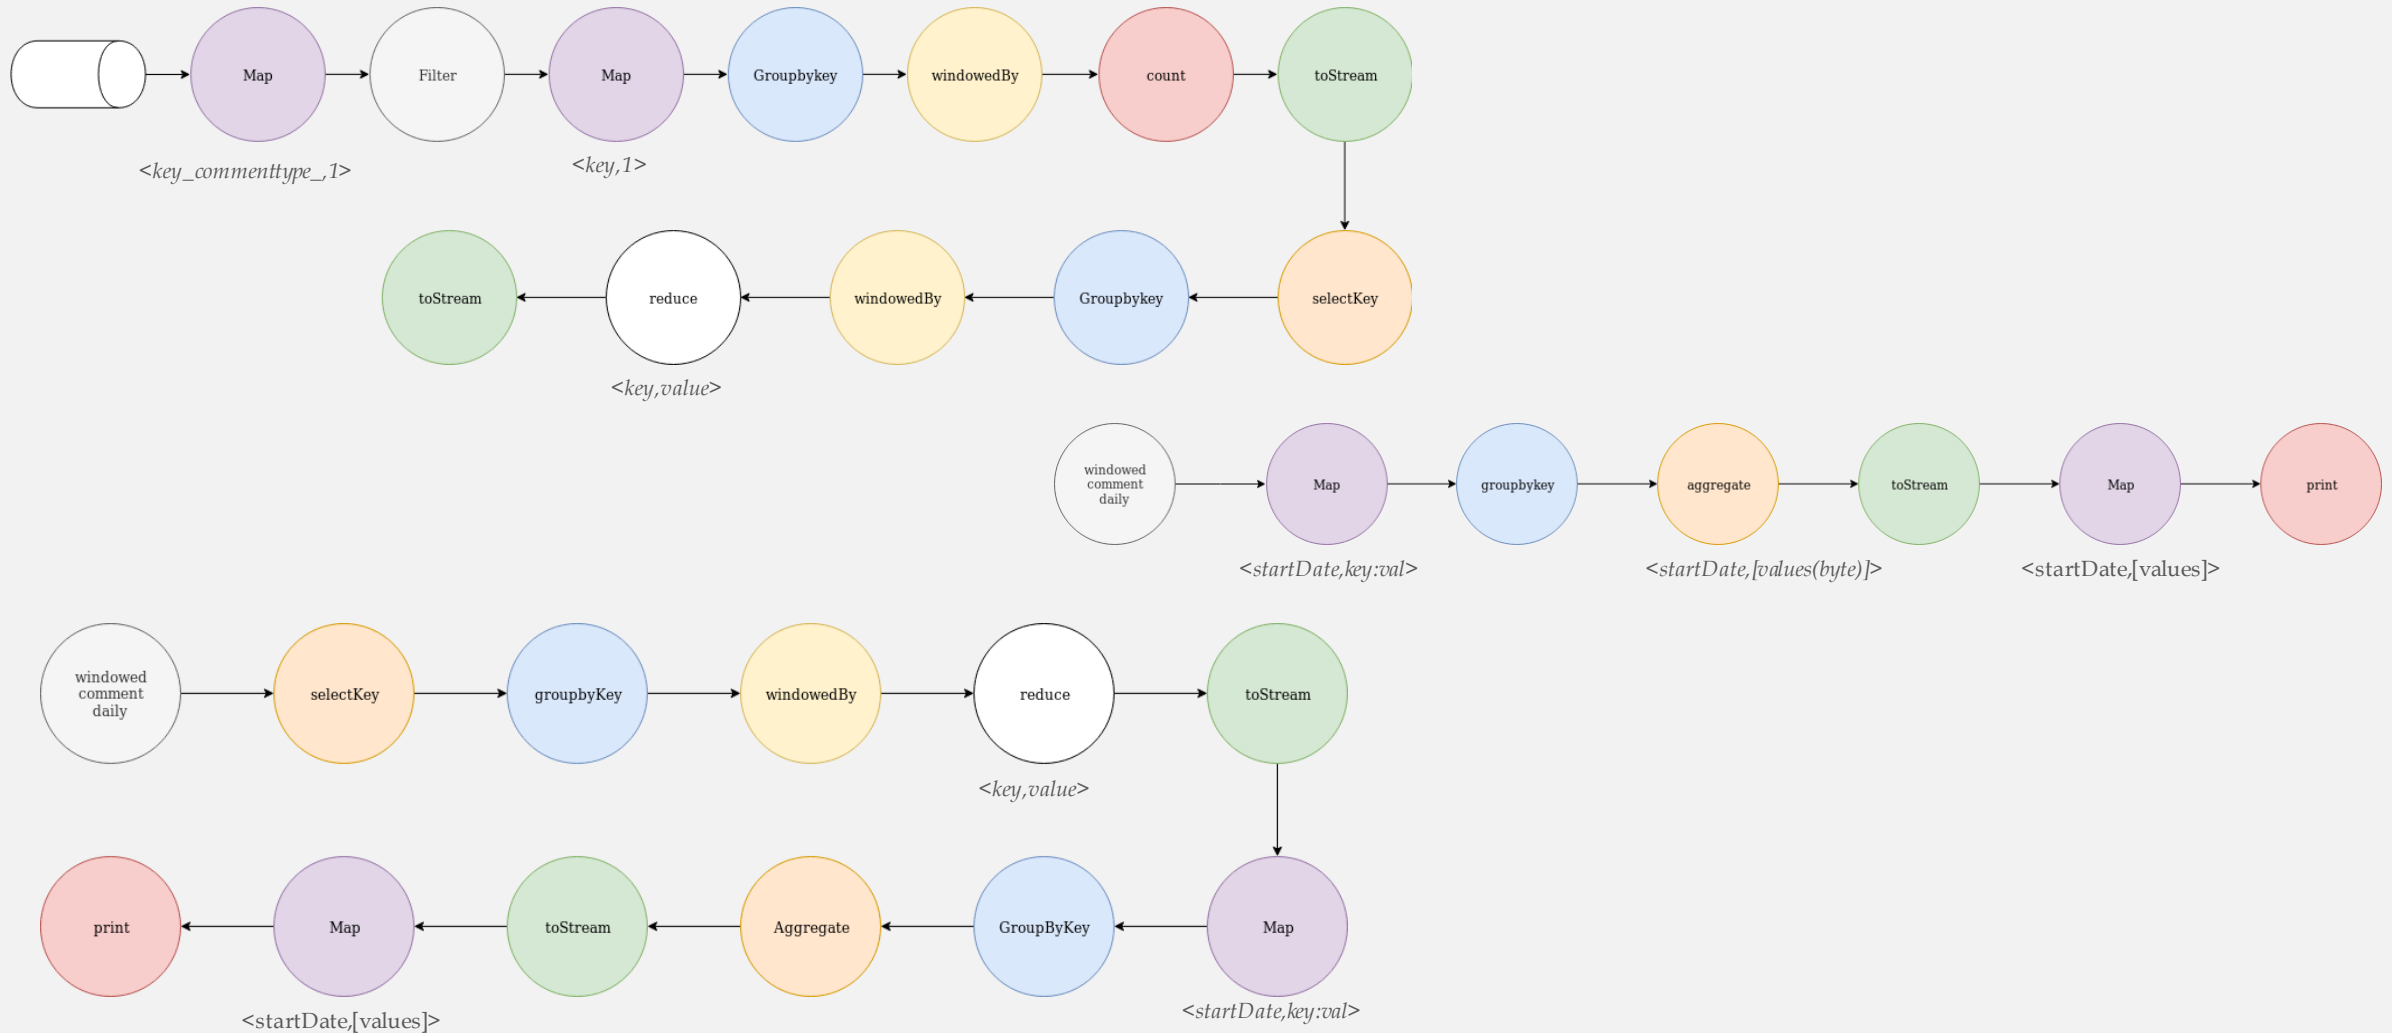 Map
Filter
Map
Groupbykey
windowedBy
count
toStream
<key_commenttype_,1>
<key,1>
toStream
reduce
windowedBy
Groupbykey
selectKey
<key,value>
windowed
comment
daily
Map
groupbykey
aggregate
toStream
Map
print
<startDate,key:val>
<startDate,[values(byte)]>
<startDate,[values]>
windowed
comment
daily
selectKey
groupbyKey
windowedBy
reduce
toStream
<key,value>
print
Map
toStream
Aggregate
GroupByKey
Map
<startDate,[values]>
<startDate,key:val>